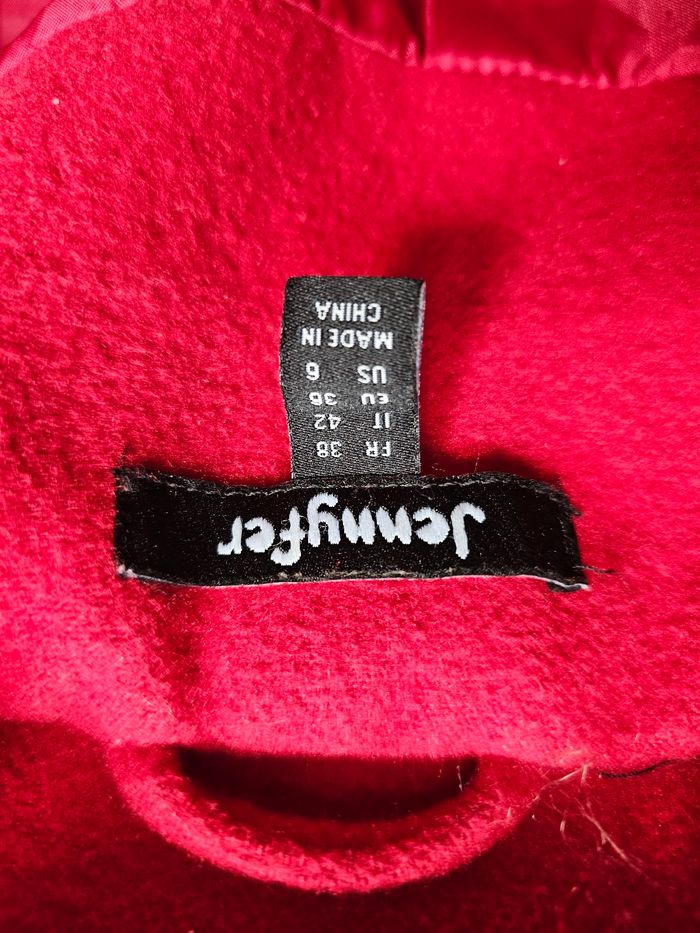 Jennyfer
FR 38
IT 42
EU 36
US 6
MADE IN
CHINA